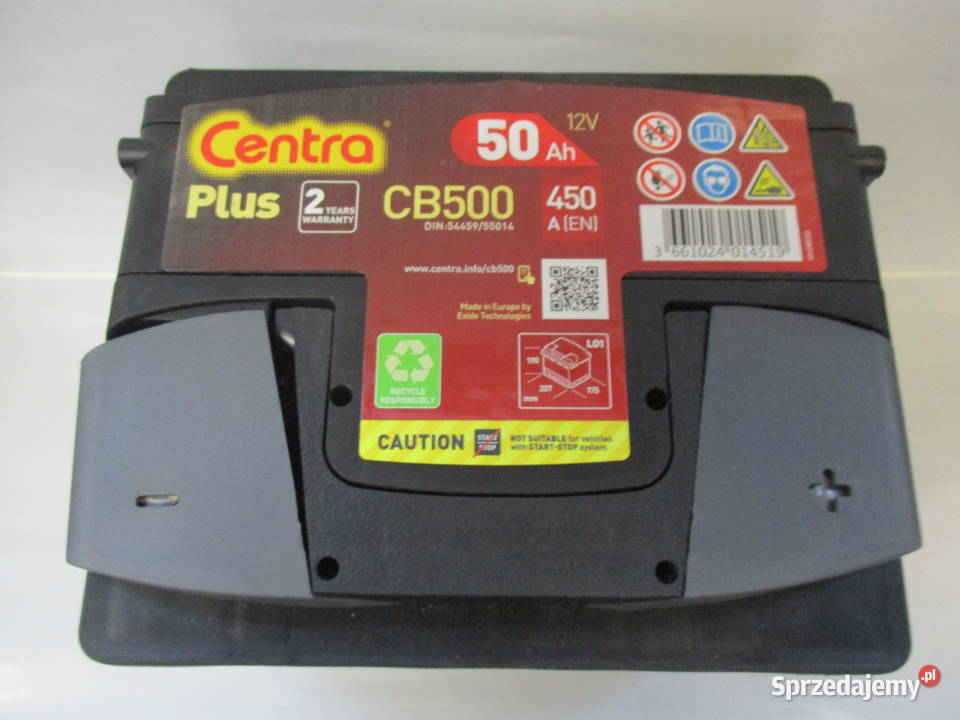 Centra
Plus
2 YEARS
WARRANTY
CB500
DIN:54459/55014
50 Ah
12V
450
A (EN)
3 661024 014519
www.centra.info/cb500
Made in Europe by
Exide Technologies
RECYCLE
RESPONSIBLY
L01
190
207
175
mm
CAUTION
START
STOP
NOT SUITABLE for vehicles
with START-STOP system
-
+
Sprzedajemy.pl